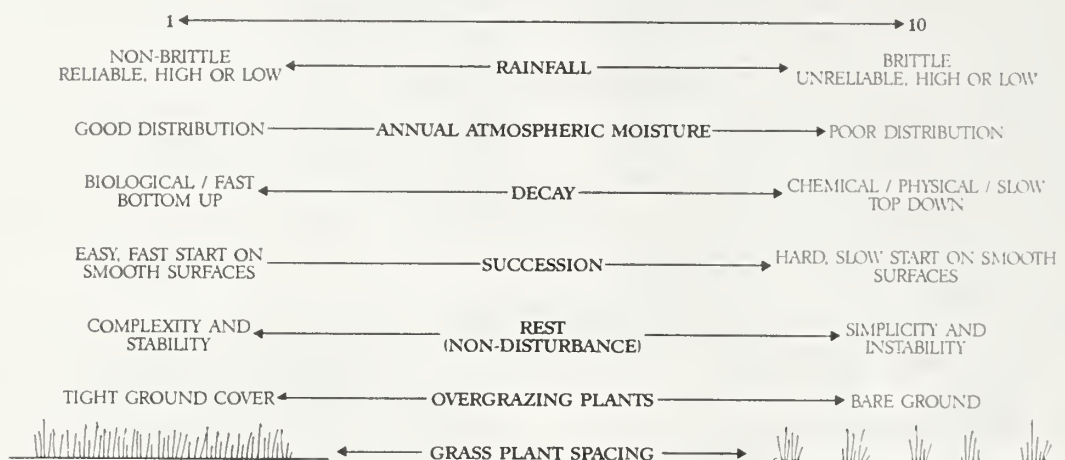 1 10
NON-BRITTLE
RELIABLE, HIGH OR LOW
RAINFALL
BRITTLE
UNRELIABLE, HIGH OR LOW
GOOD DISTRIBUTION
ANNUAL ATMOSPHERIC MOISTURE
POOR DISTRIBUTION
BIOLOGICAL / FAST
BOTTOM UP
DECAY
CHEMICAL / PHYSICAL / SLOW
TOP DOWN
EASY, FAST START ON
SMOOTH SURFACES
SUCCESSION
HARD, SLOW START ON SMOOTH
SURFACES
COMPLEXITY AND
STABILITY
REST
(NON-DISTURBANCE)
SIMPLICITY AND
INSTABILITY
TIGHT GROUND COVER
OVERGRAZING PLANTS
BARE GROUND
GRASS PLANT SPACING